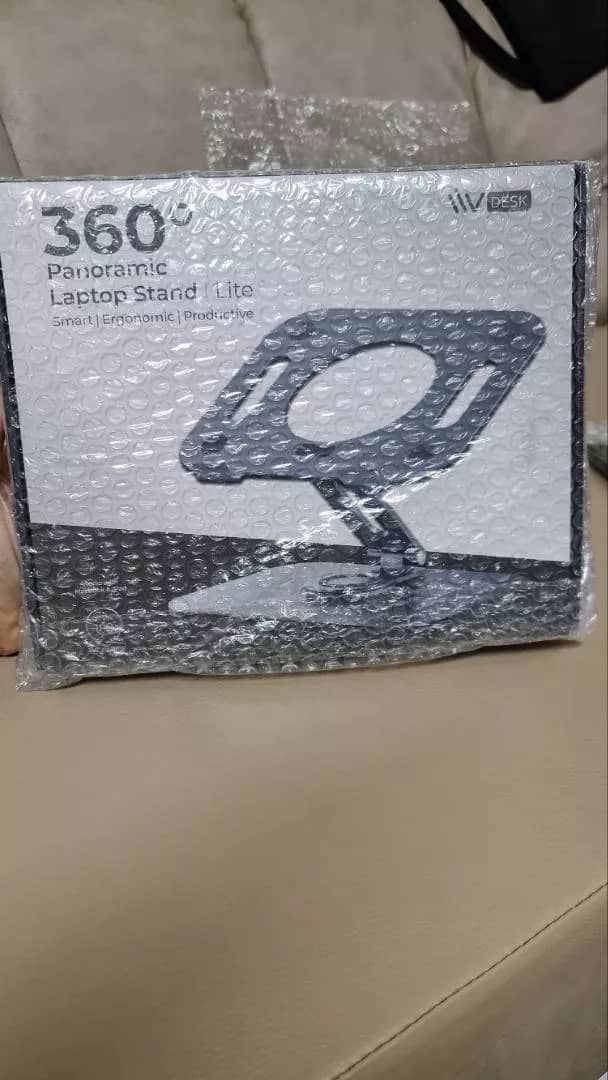 360°
iiV DESK
Panoramic
Laptop Stand | Lite
Smart | Ergonomic | Productive